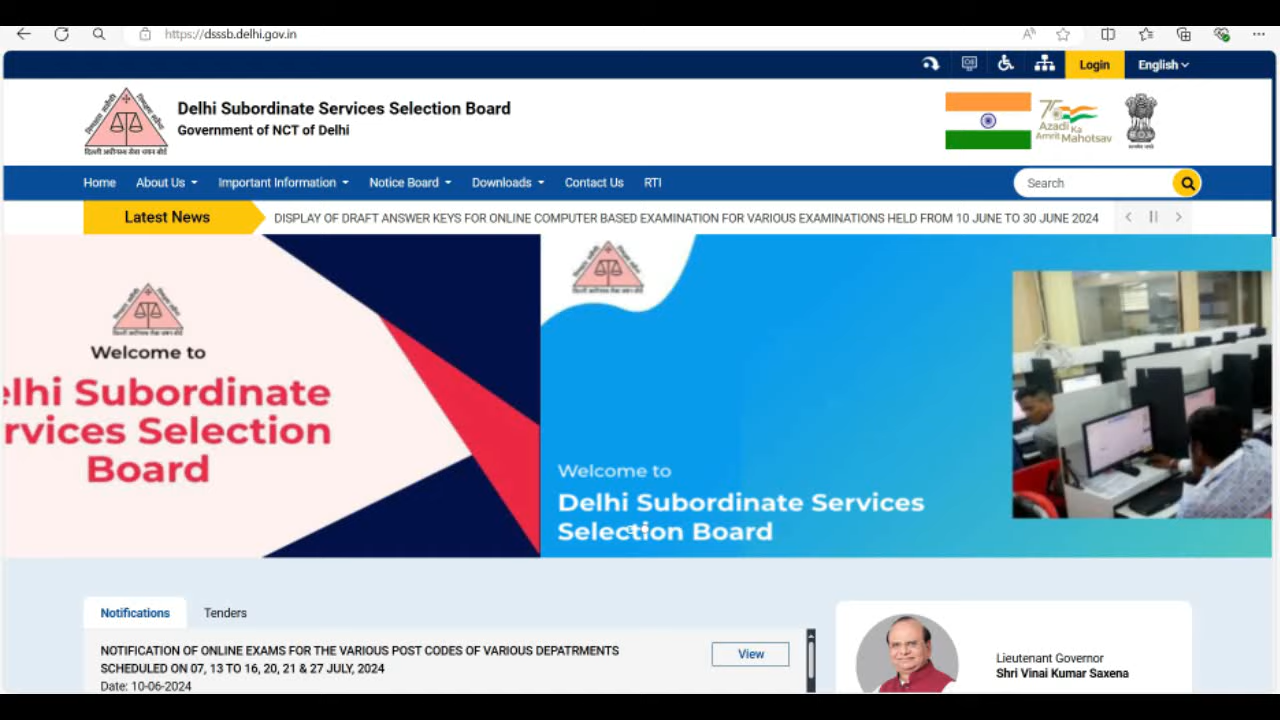 https://dsssb.delhi.gov.in
Login
English
Delhi Subordinate Services Selection Board
Government of NCT of Delhi
75
Azadi Ka
Amrit Mahotsav
Home
About Us
Important Information
Notice Board
Downloads
Contact Us
RTI
Search
Latest News
DISPLAY OF DRAFT ANSWER KEYS FOR ONLINE COMPUTER BASED EXAMINATION FOR VARIOUS EXAMINATIONS HELD FROM 10 JUNE TO 30 JUNE 2024
Welcome to
elhi Subordinate
rvices Selection
Board
Welcome to
Delhi Subordinate Services
Selection Board
Notifications
Tenders
NOTIFICATION OF ONLINE EXAMS FOR THE VARIOUS POST CODES OF VARIOUS DEPATRMENTS
SCHEDULED ON 07, 13 TO 16, 20, 21 & 27 JULY, 2024
Date: 10-06-2024
View
Lieutenant Governor
Shri Vinai Kumar Saxena